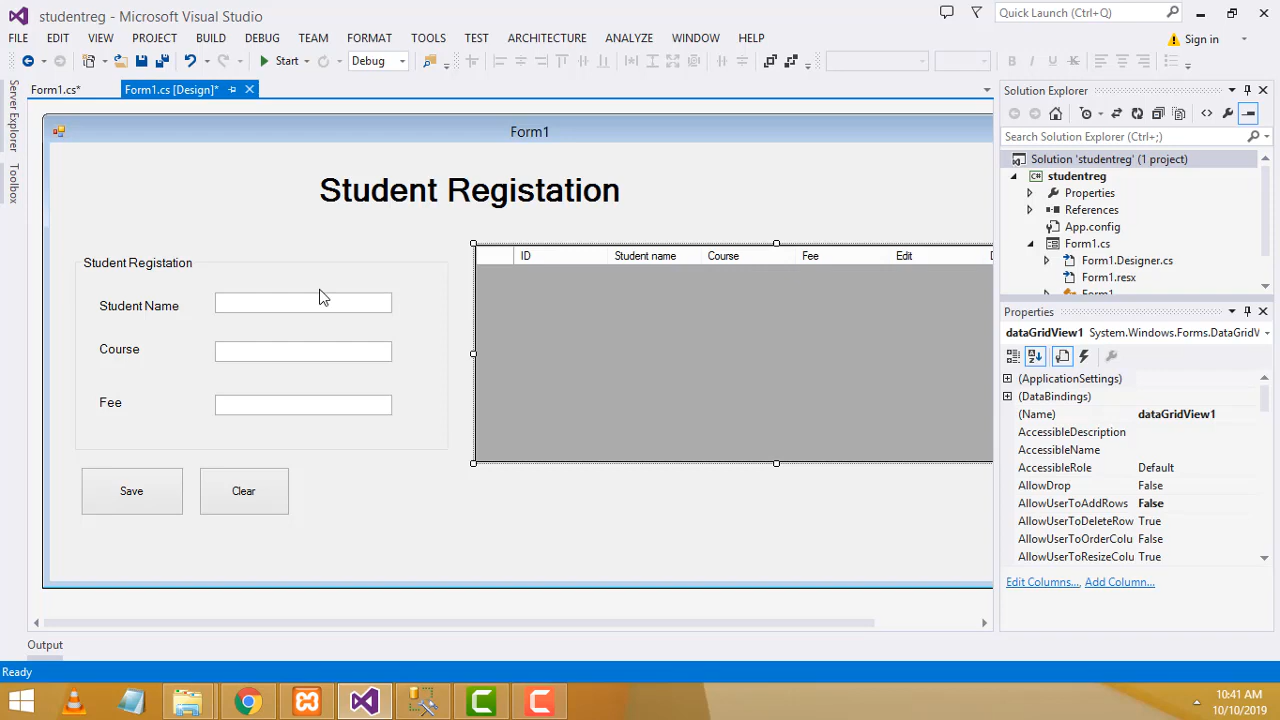 studentreg - Microsoft Visual Studio
Quick Launch (Ctrl+Q)
FILE EDIT VIEW PROJECT BUILD DEBUG TEAM FORMAT TOOLS TEST ARCHITECTURE ANALYZE WINDOW HELP
Sign in
Start
Debug
Server Explorer
Toolbox
Form1.cs*
Form1.cs [Design]*
Form1
Student Registation
Student Registation
Student Name
Course
Fee
Save
Clear
ID Student name Course Fee Edit D
Output
Ready
Solution Explorer
Search Solution Explorer (Ctrl+;)
Solution 'studentreg' (1 project)
studentreg
Properties
References
App.config
Form1.cs
Form1.Designer.cs
Form1.resx
Form1
Properties
dataGridView1 System.Windows.Forms.DataGridV
(ApplicationSettings)
(DataBindings)
(Name) dataGridView1
AccessibleDescription
AccessibleName
AccessibleRole Default
AllowDrop False
AllowUserToAddRows False
AllowUserToDeleteRow True
AllowUserToOrderColu False
AllowUserToResizeColu True
Edit Columns..., Add Column...
10:41 AM
10/10/2019